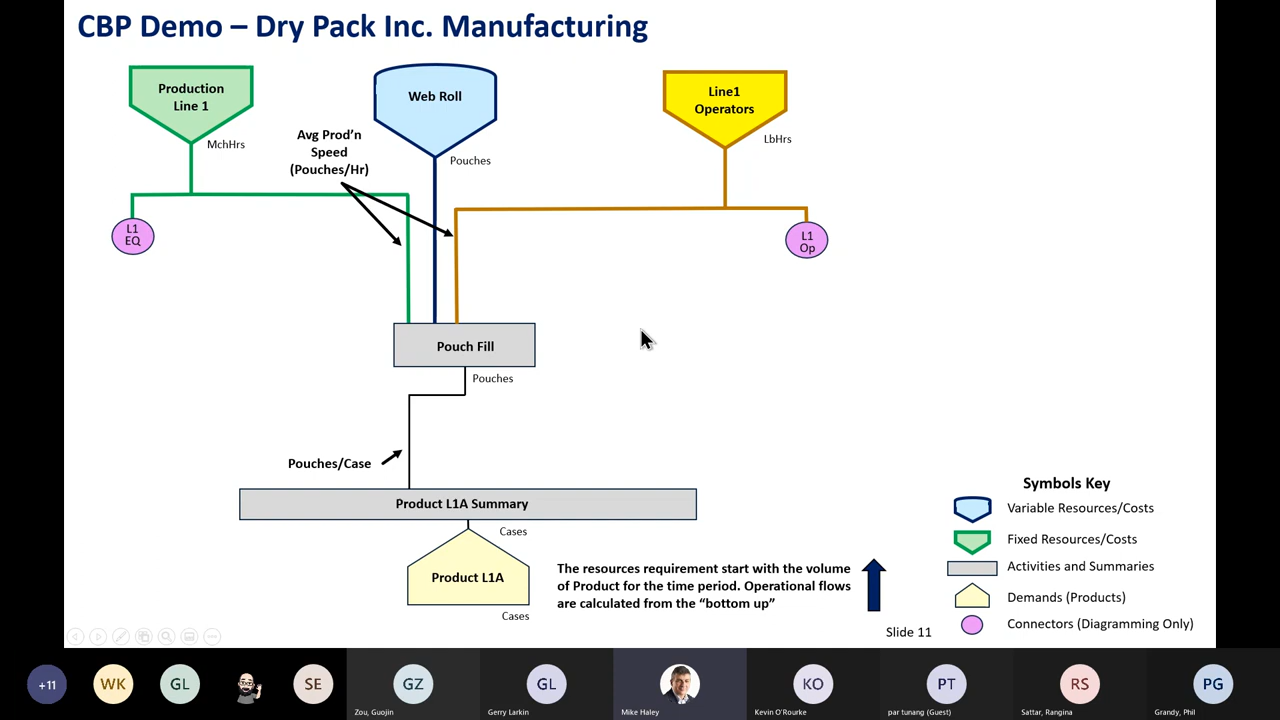 CBP Demo – Dry Pack Inc. Manufacturing
Production
Line 1
MchHrs
Web Roll
Pouches
Line1
Operators
LbHrs
Avg Prod'n
Speed
(Pouches/Hr)
L1
EQ
L1
Op
Pouch Fill
Pouches
Pouches/Case
Product L1A Summary
Cases
Product L1A
Cases
The resources requirement start with the volume
of Product for the time period. Operational flows
are calculated from the “bottom up”
Symbols Key
Variable Resources/Costs
Fixed Resources/Costs
Activities and Summaries
Demands (Products)
Connectors (Diagramming Only)
Slide 11
+11
WK
GL
SE
GZ
Zou, Guojin
GL
Gerry Larkin
Mike Haley
KO
Kevin O'Rourke
PT
par tunang (Guest)
RS
Sattar, Rangina
PG
Grandy, Phil